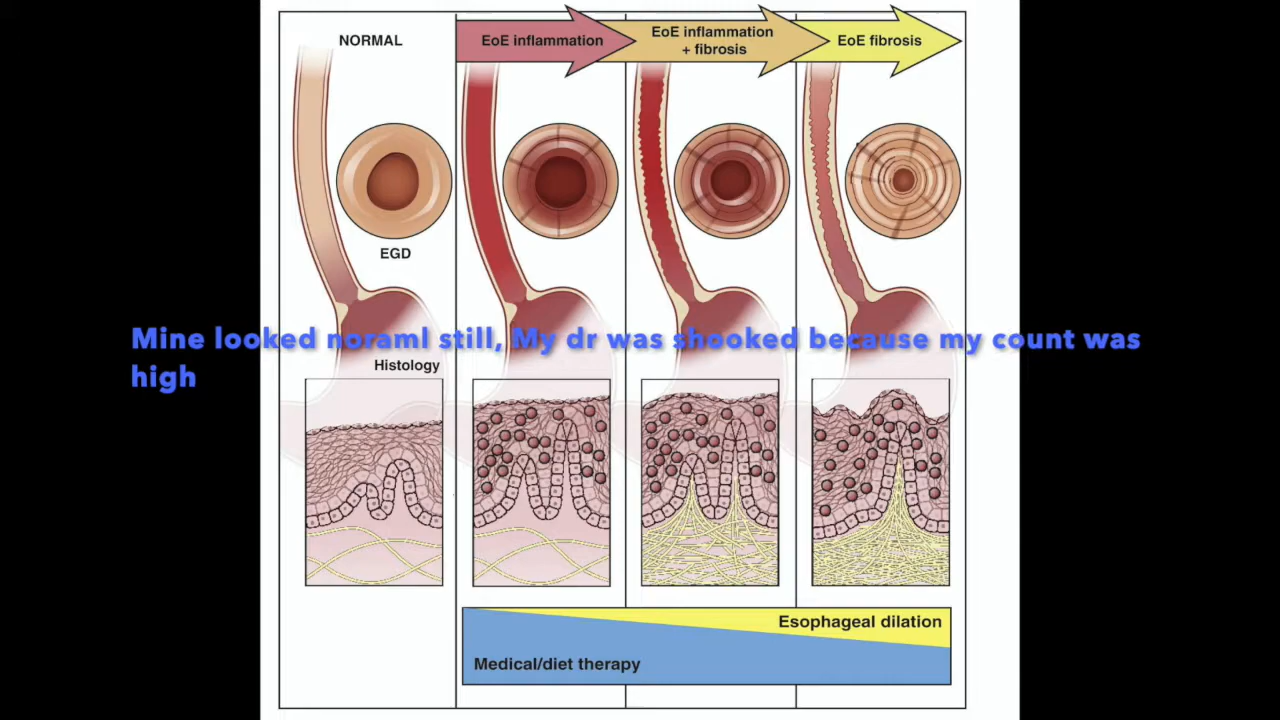 NORMAL
EoE inflammation
EoE inflammation
+ fibrosis
EoE fibrosis
EGD
Mine looked noraml still, My dr was shooked because my count was
high
Histology
Esophageal dilation
Medical/diet therapy